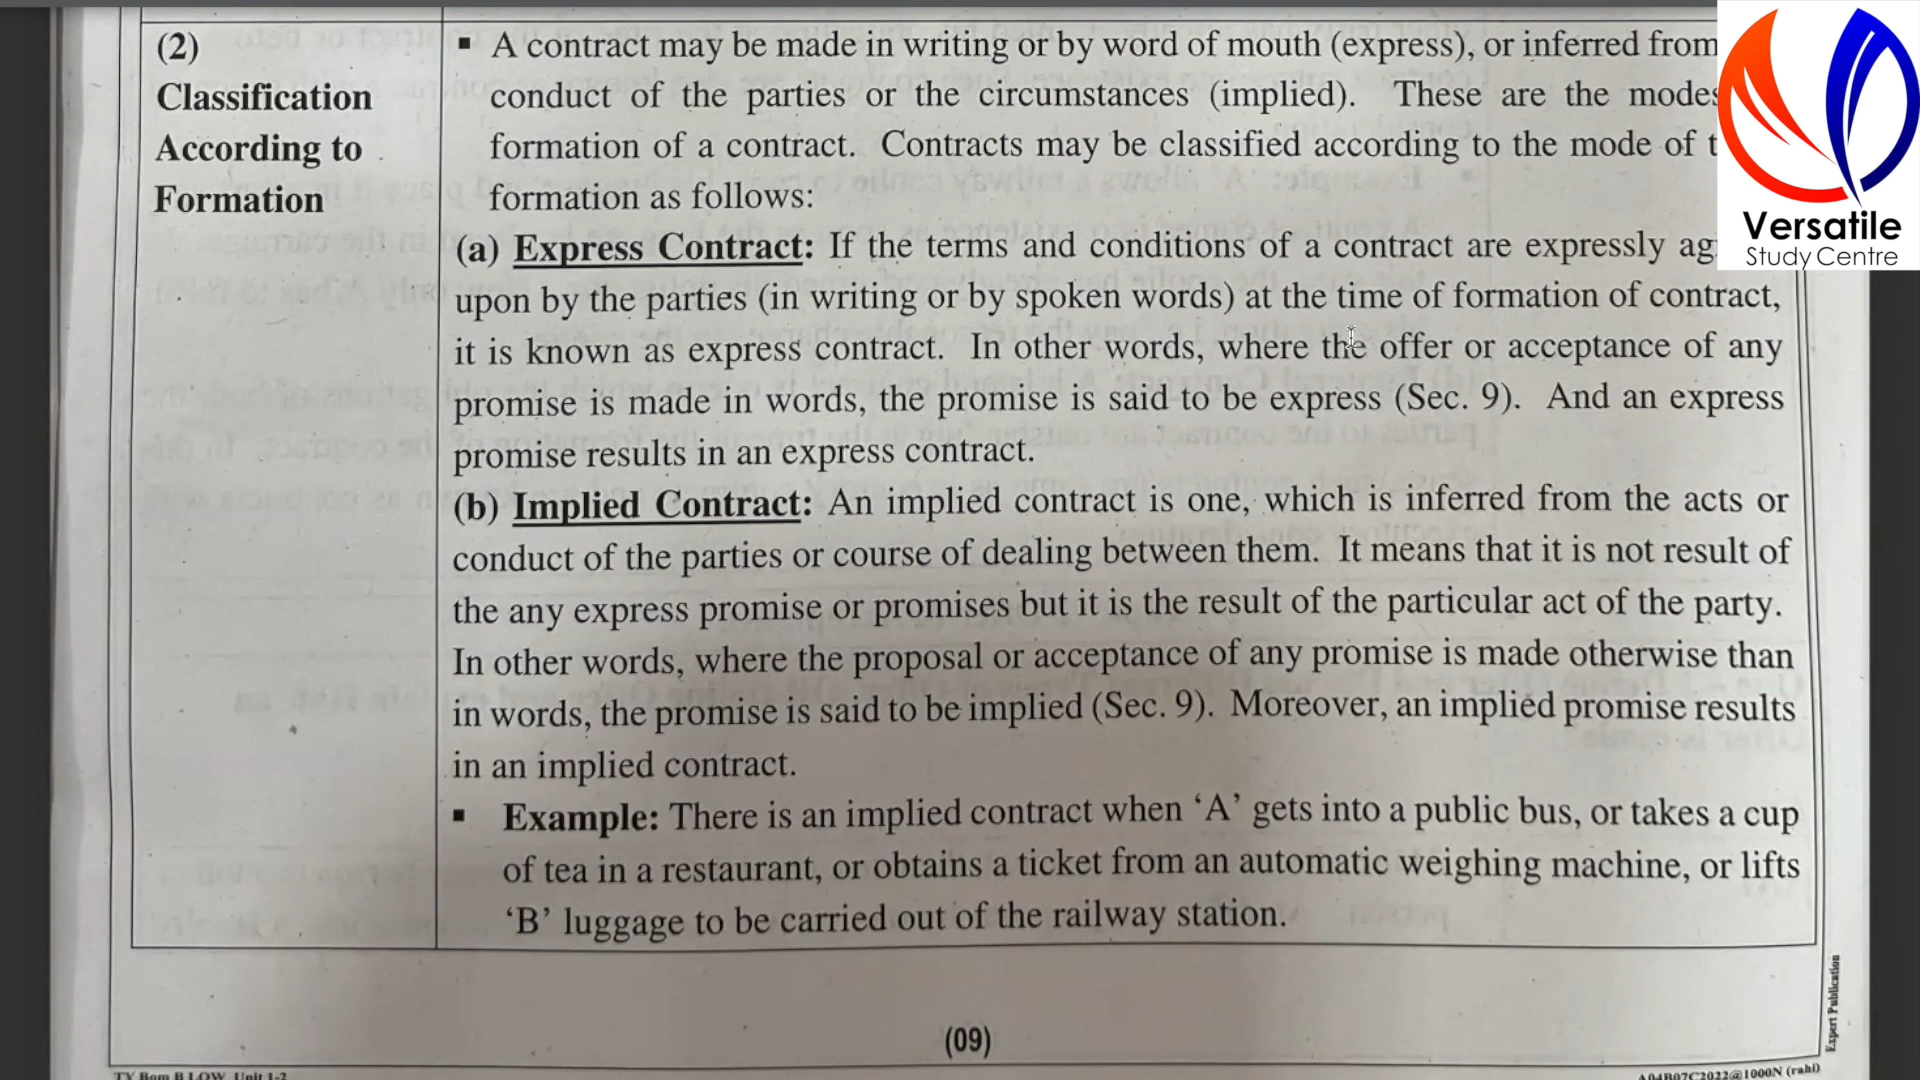 (2)
Classification
According to
Formation
▪ A contract may be made in writing or by word of mouth (express), or inferred from
conduct of the parties or the circumstances (implied). These are the modes
formation of a contract. Contracts may be classified according to the mode of t
formation as follows:
(a) Express Contract: If the terms and conditions of a contract are expressly ag
upon by the parties (in writing or by spoken words) at the time of formation of contract,
it is known as express contract. In other words, where the offer or acceptance of any
promise is made in words, the promise is said to be express (Sec. 9). And an express
promise results in an express contract.
(b) Implied Contract: An implied contract is one, which is inferred from the acts or
conduct of the parties or course of dealing between them. It means that it is not result of
the any express promise or promises but it is the result of the particular act of the party.
In other words, where the proposal or acceptance of any promise is made otherwise than
in words, the promise is said to be implied (Sec. 9). Moreover, an implied promise results
in an implied contract.
▪ Example: There is an implied contract when ‘A’ gets into a public bus, or takes a cup
of tea in a restaurant, or obtains a ticket from an automatic weighing machine, or lifts
‘B’ luggage to be carried out of the railway station.
(09)
Expert Publication
Versatile
Study Centre
TY Bom B LOW Unit 1-2
A04B07C2022@1000N (rahi)